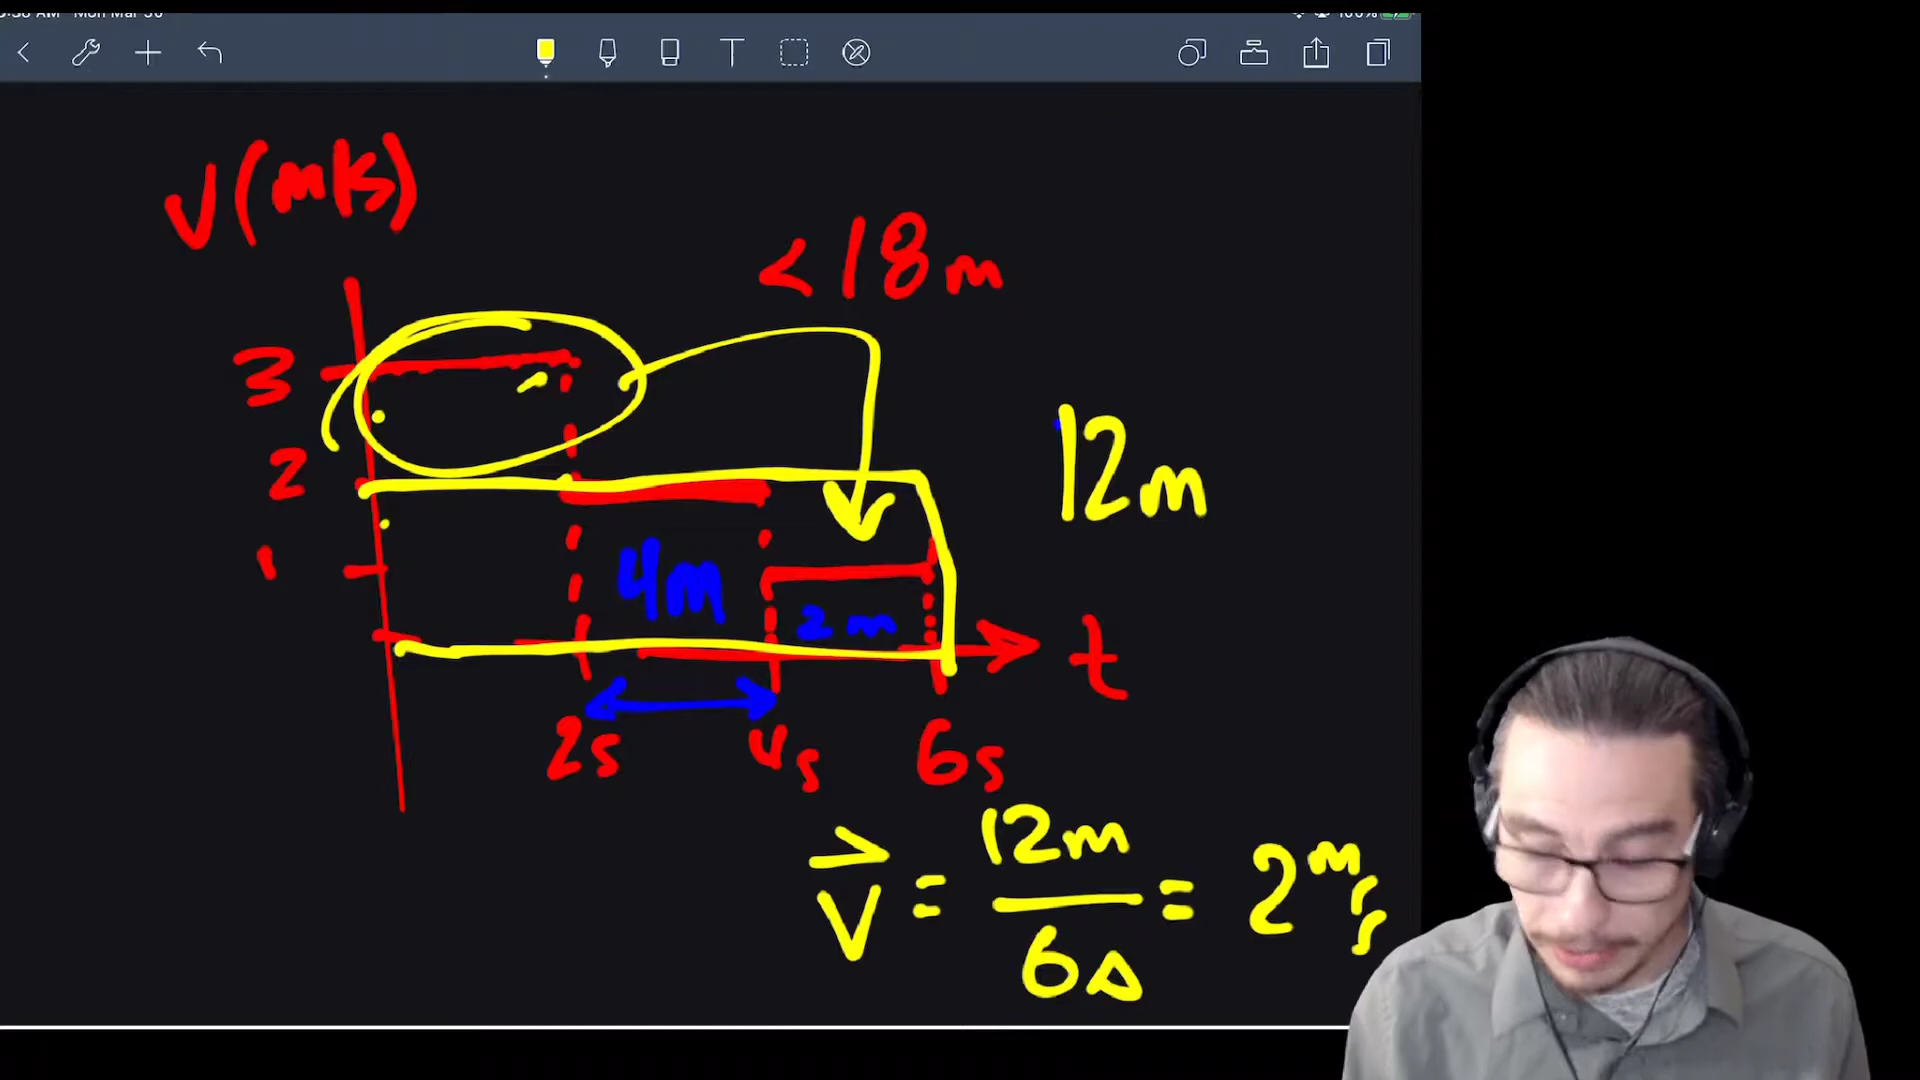 V(m/s)
<18m
3
12m
2
1
4m
2m
t
2s
4s
6s
V = 12m
6s
= 2 m/s